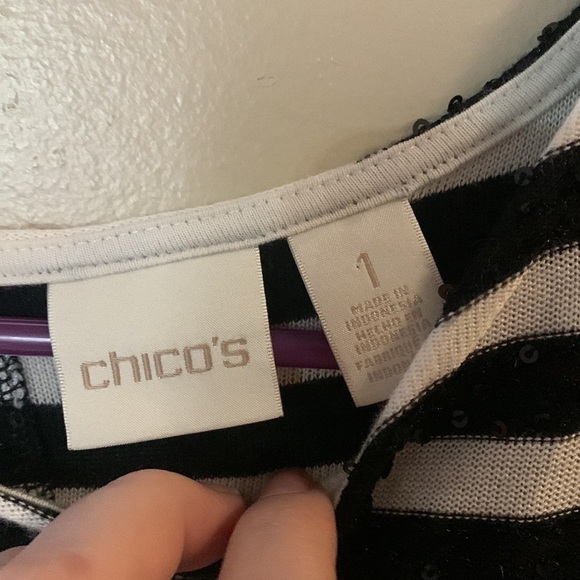 chico's
1
MADE IN
INDONESIA
HECHO EN
INDONESIA